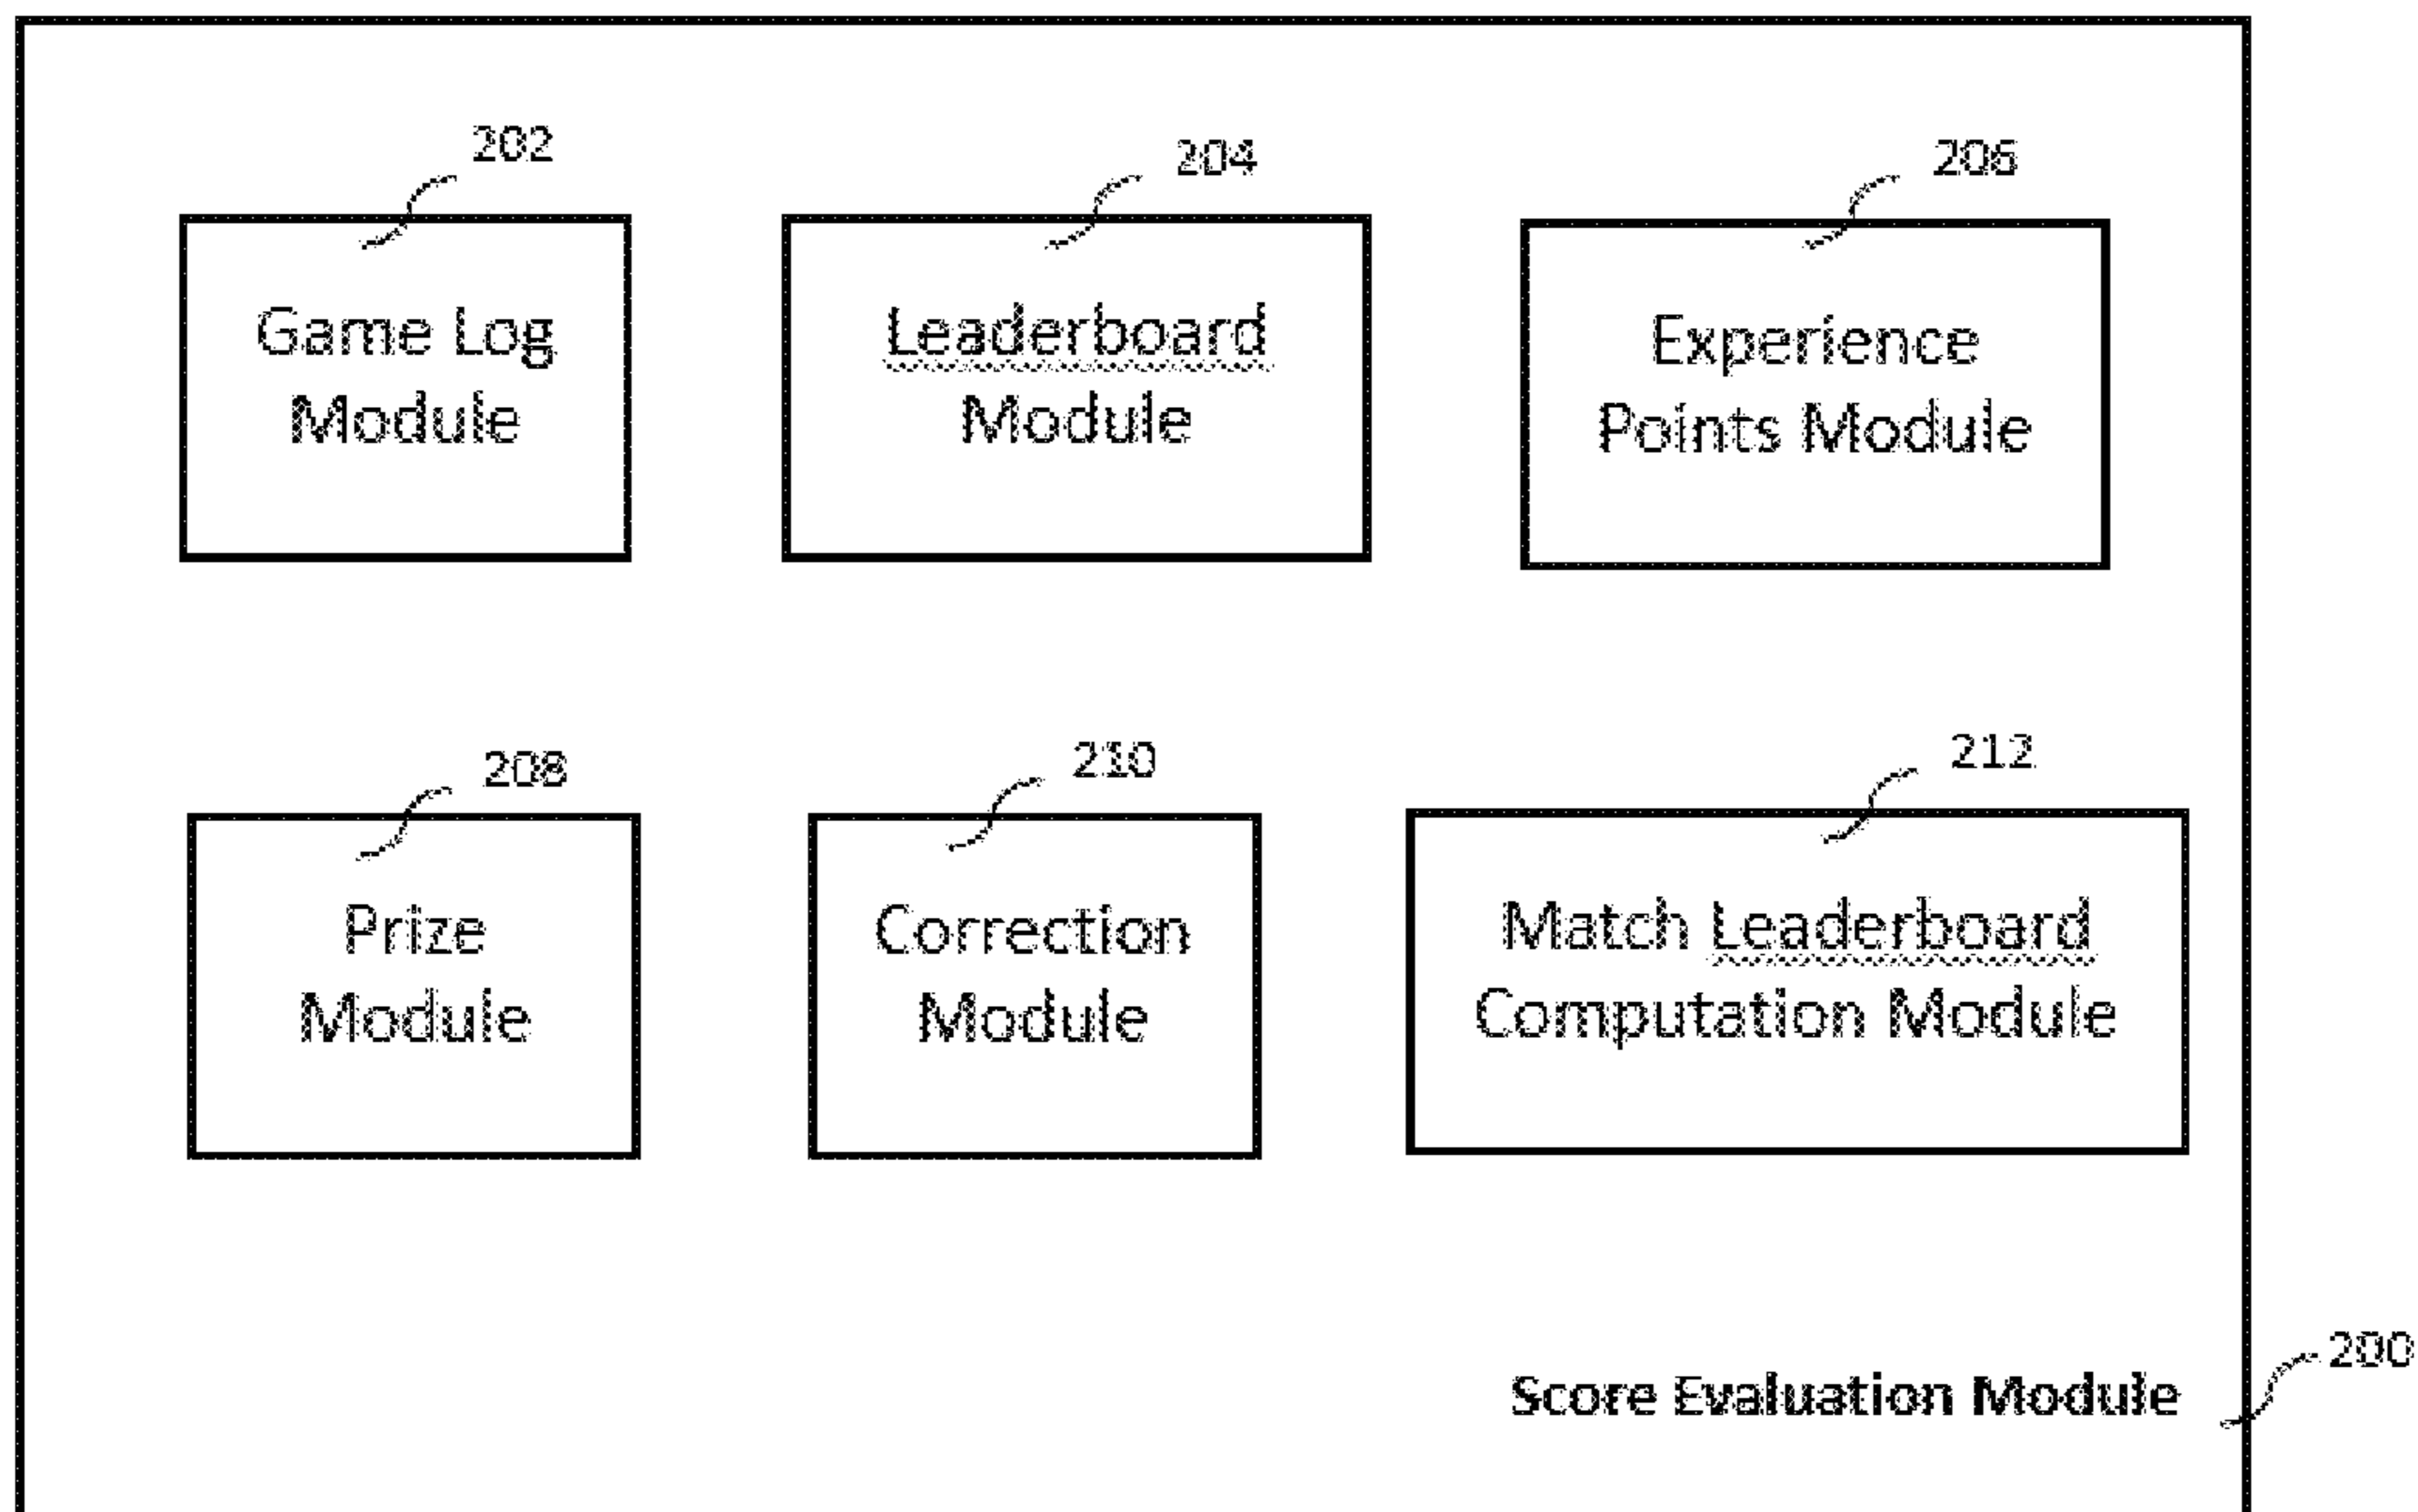 202
204
206
Game Log
Module
Leaderboard
Module
Experience
Points Module
208
210
212
Prize
Module
Correction
Module
Match Leaderboard
Computation Module
200
Score Evaluation Module